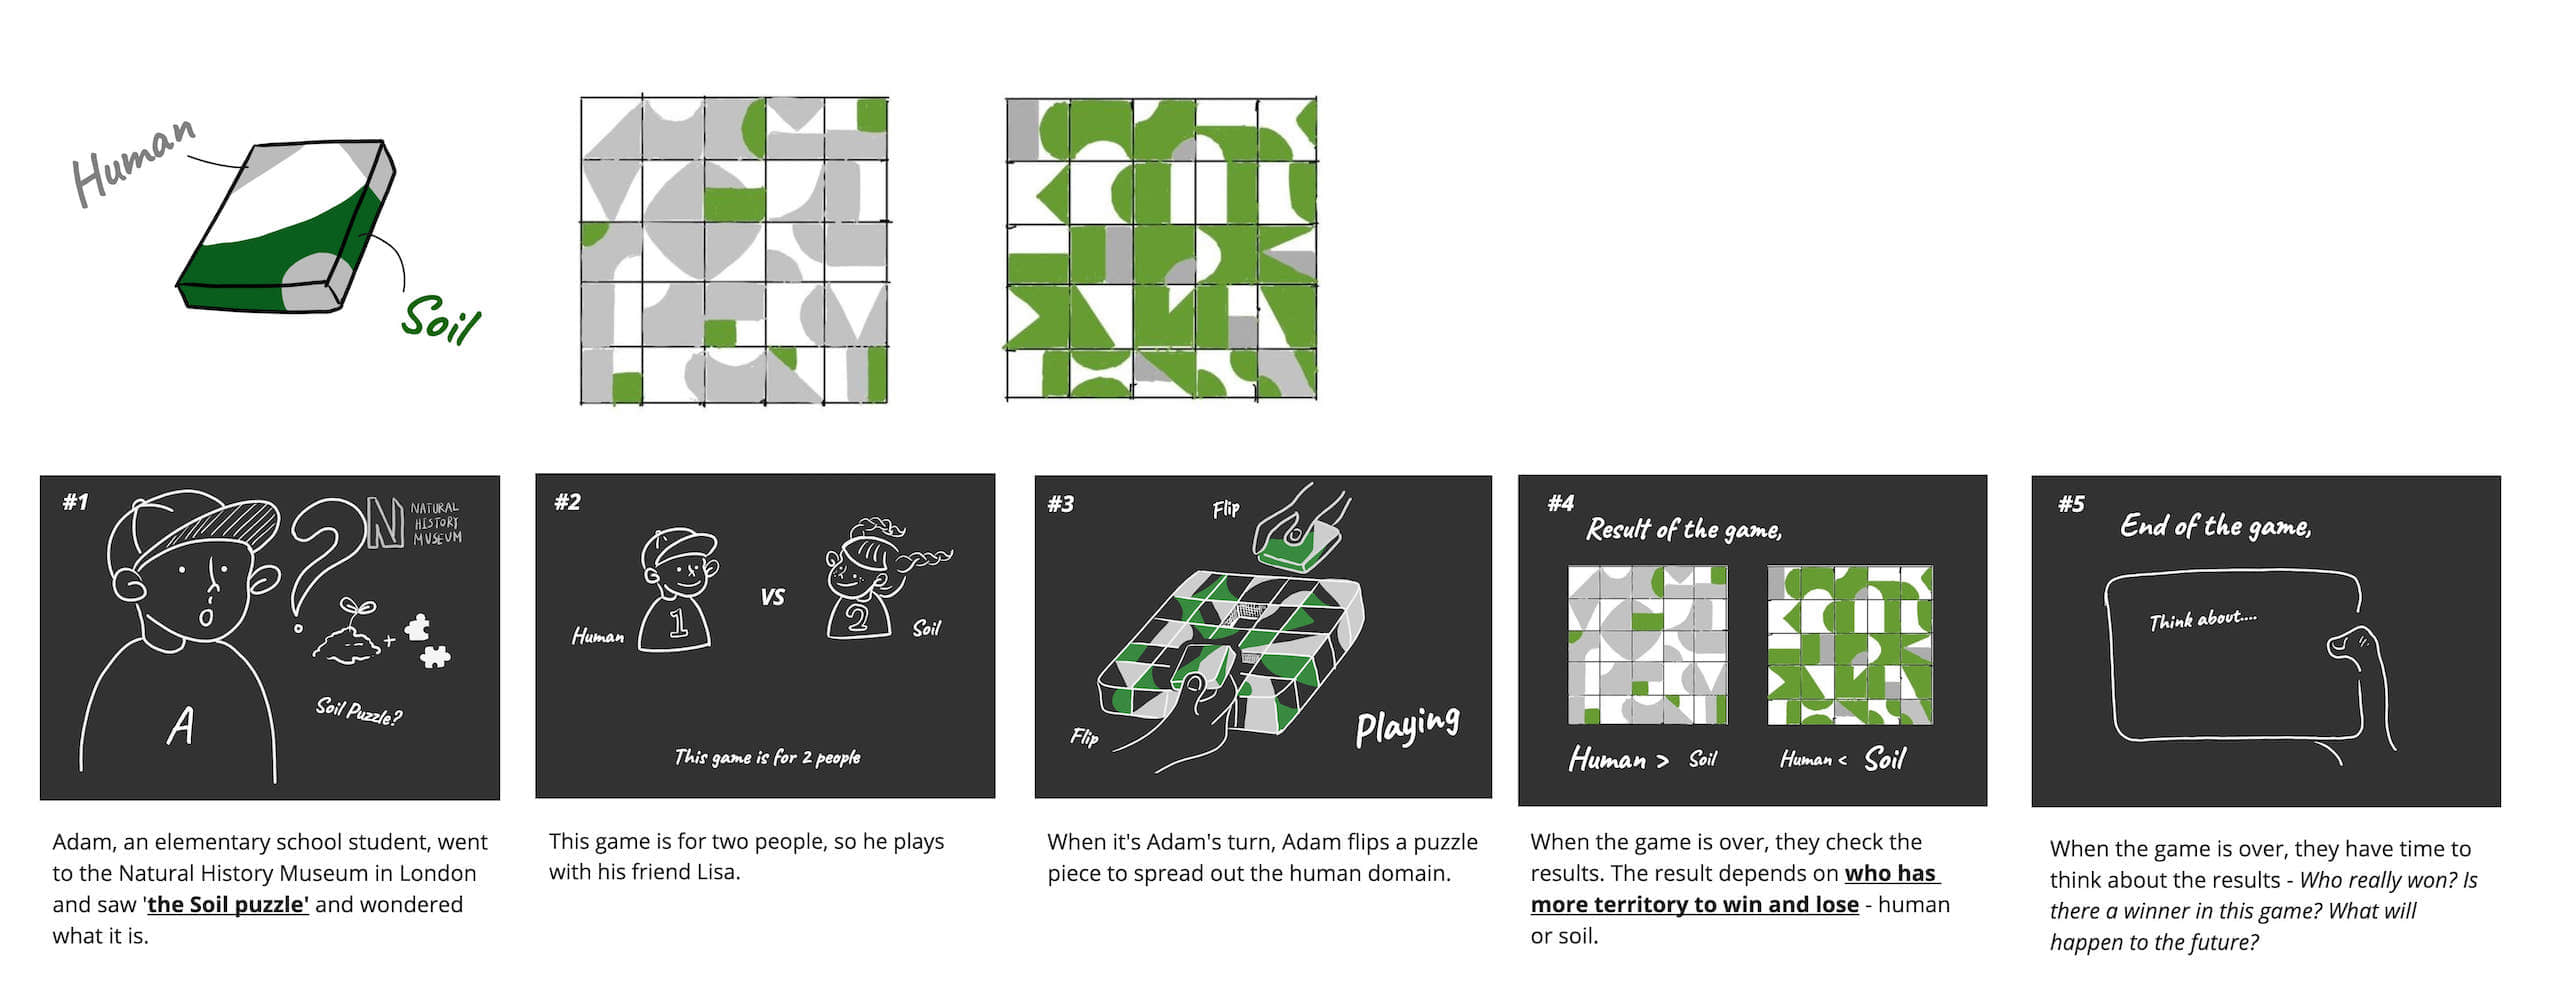 Human
Soil
#1
NATURAL
HISTORY
MUSEUM
Soil Puzzle?
A
Adam, an elementary school student, went
to the Natural History Museum in London
and saw 'the Soil puzzle' and wondered
what it is.
#2
1
VS
2
Human
Soil
This game is for 2 people
This game is for two people, so he plays
with his friend Lisa.
#3
Flip
Flip
Playing
When it's Adam's turn, Adam flips a puzzle
piece to spread out the human domain.
#4
Result of the game,
Human > Soil
Human < Soil
When the game is over, they check the
results. The result depends on who has
more territory to win and lose - human
or soil.
#5
End of the game,
Think about....
When the game is over, they have time to
think about the results - Who really won? Is
there a winner in this game? What will
happen to the future?